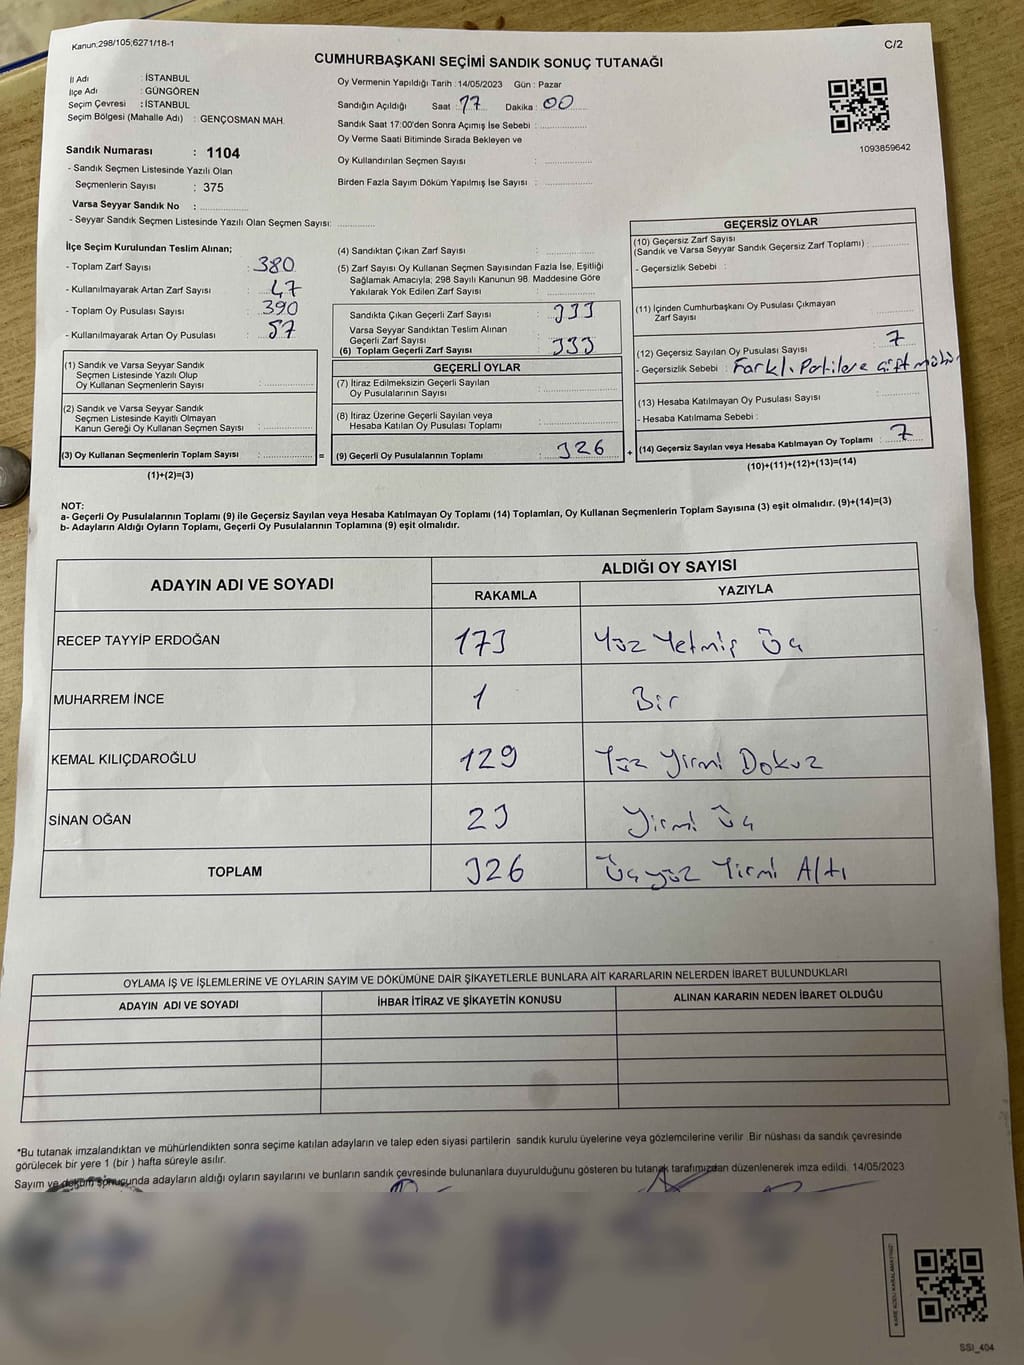 Kanun.298/105;6271/18-1
C/2
CUMHURBAŞKANI SEÇİMİ SANDIK SONUÇ TUTANAĞI
İl Adı : İSTANBUL
İlçe Adı : GÜNGÖREN
Seçim Çevresi : İSTANBUL
Seçim Bölgesi (Mahalle Adı) : GENÇOSMAN MAH.
Oy Vermenin Yapıldığı Tarih : 14/05/2023 Gün : Pazar
Sandığın Açıldığı Saat : 17 Dakika : 00
Sandık Saat 17:00'den Sonra Açımış İse Sebebi :
Oy Verme Saati Bitiminde Sırada Bekleyen ve
Oy Kullandırılan Seçmen Sayısı :
Birden Fazla Sayım Döküm Yapılmış İse Sayısı :
1093859642
Sandık Numarası : 1104
- Sandık Seçmen Listesinde Yazılı Olan
Seçmenlerin Sayısı : 375
Varsa Seyyar Sandık No :
- Seyyar Sandık Seçmen Listesinde Yazılı Olan Seçmen Sayısı:
İlçe Seçim Kurulundan Teslim Alınan;
- Toplam Zarf Sayısı : 380
- Kullanılmayarak Artan Zarf Sayısı : 47
- Toplam Oy Pusulası Sayısı : 390
- Kullanılmayarak Artan Oy Pusulası : 57
(1) Sandık ve Varsa Seyyar Sandık
Seçmen Listesinde Yazılı Olup
Oy Kullanan Seçmenlerin Sayısı :
(2) Sandık ve Varsa Seyyar Sandık
Seçmen Listesinde Kayıtlı Olmayan
Kanun Gereği Oy Kullanan Seçmen Sayısı :
(3) Oy Kullanan Seçmenlerin Toplam Sayısı :
(1)+(2)=(3)
=
(4) Sandıktan Çıkan Zarf Sayısı :
(5) Zarf Sayısı Oy Kullanan Seçmen Sayısından Fazla İse, Eşitliği
Sağlamak Amacıyla; 298 Sayılı Kanunun 98. Maddesine Göre
Yakılarak Yok Edilen Zarf Sayısı :
Sandıkta Çıkan Geçerli Zarf Sayısı : 333
Varsa Seyyar Sandıktan Teslim Alınan
Geçerli Zarf Sayısı :
(6) Toplam Geçerli Zarf Sayısı : 333
GEÇERLİ OYLAR
(7) İtiraz Edilmeksizin Geçerli Sayılan
Oy Pusulalarının Sayısı :
(8) İtiraz Üzerine Geçerli Sayılan veya
Hesaba Katılan Oy Pusulası Toplamı :
(9) Geçerli Oy Pusulalarının Toplamı : 326
+
GEÇERSİZ OYLAR
(10) Geçersiz Zarf Sayısı
(Sandık ve Varsa Seyyar Sandık Geçersiz Zarf Toplamı) :
- Geçersizlik Sebebi :
(11) İçinden Cumhurbaşkanı Oy Pusulası Çıkmayan
Zarf Sayısı :
(12) Geçersiz Sayılan Oy Pusulası Sayısı : 7
- Geçersizlik Sebebi : Farklı Partilere çift mühür
(13) Hesaba Katılmayan Oy Pusulası Sayısı :
- Hesaba Katılmama Sebebi :
(14) Geçersiz Sayılan veya Hesaba Katılmayan Oy Toplamı : 7
(10)+(11)+(12)+(13)=(14)
NOT:
a- Geçerli Oy Pusulalarının Toplamı (9) ile Geçersiz Sayılan veya Hesaba Katılmayan Oy Toplamı (14) Toplamları, Oy Kullanan Seçmenlerin Toplam Sayısına (3) eşit olmalıdır. (9)+(14)=(3)
b- Adayların Aldığı Oyların Toplamı, Geçerli Oy Pusulalarının Toplamına (9) eşit olmalıdır.
ADAYIN ADI VE SOYADI
ALDIĞI OY SAYISI
RAKAMLA YAZIYLA
RECEP TAYYİP ERDOĞAN 173 Yüz Yetmiş Üç
MUHARREM İNCE 1 Bir
KEMAL KILIÇDAROĞLU 129 Yüz Yirmi Dokuz
SİNAN OĞAN 23 Yirmi Üç
TOPLAM 326 Üçyüz Yirmi Altı
OYLAMA İŞ VE İŞLEMLERİNE VE OYLARIN SAYIM VE DÖKÜMÜNE DAİR ŞİKAYETLERLE BUNLARA AİT KARARLARIN NELERDEN İBARET BULUNDUKLARI
ADAYIN ADI VE SOYADI İHBAR İTİRAZ VE ŞİKAYETİN KONUSU ALINAN KARARIN NEDEN İBARET OLDUĞU
*Bu tutanak imzalandıktan ve mühürlendikten sonra seçime katılan adayların ve talep eden siyasi partilerin sandık kurulu üyelerine veya gözlemcilerine verilir .Bir nüshası da sandık çevresinde
görülecek bir yere 1 (bir ) hafta süreyle asılır.
Sayım ve döküm sonucunda adayların aldığı oyların sayılarını ve bunların sandık çevresinde bulunanlara duyurulduğunu gösteren bu tutanak tarafımızdan düzenlenerek imza edildi. 14/05/2023
KARE KODU KARALAMAYINIZ!
SSI_404